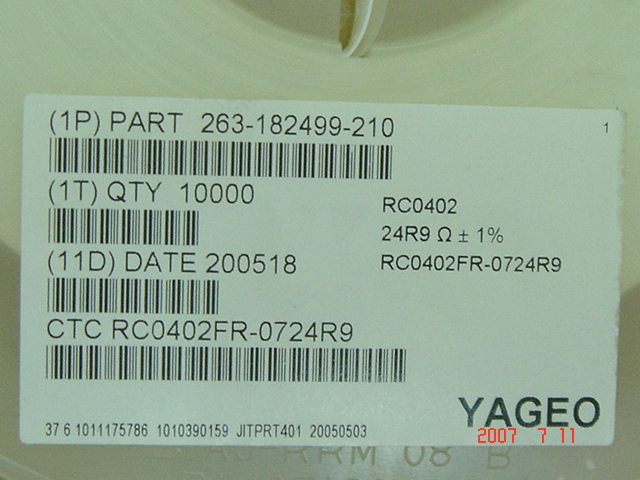 (1P) PART 263-182499-210
1
(1T) QTY 10000
RC0402
24R9 Ω ± 1%
(11D) DATE 200518
RC0402FR-0724R9
CTC RC0402FR-0724R9
YAGEO
37 6 1011175786 1010390159 JITPRT401 20050503
2007 7 11
08 B